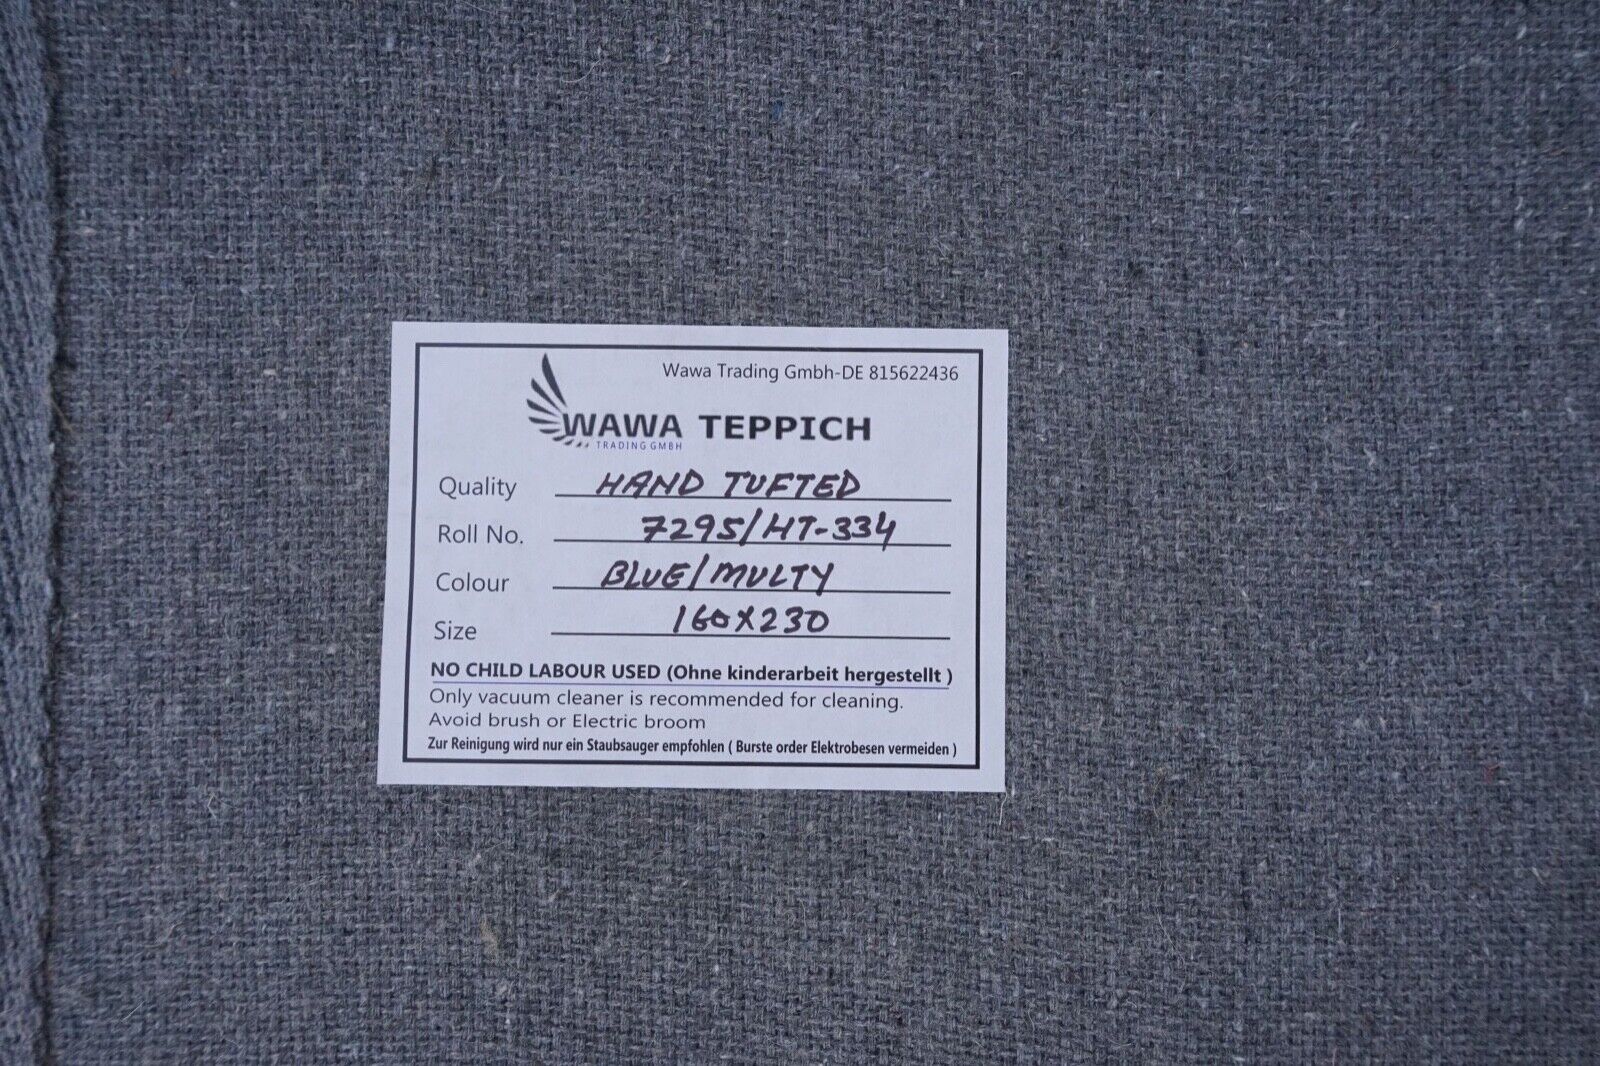 Wawa Trading Gmbh-DE 815622436
WAWA TEPPICH
TRADING GMBH
Quality HAND TUFTED
Roll No. 7295/HT-334
Colour BLUE/MULTY
Size 160X230
NO CHILD LABOUR USED (Ohne kinderarbeit hergestellt )
Only vacuum cleaner is recommended for cleaning.
Avoid brush or Electric broom
Zur Reinigung wird nur ein Staubsauger empfohlen ( Burste order Elektrobesen vermeiden )